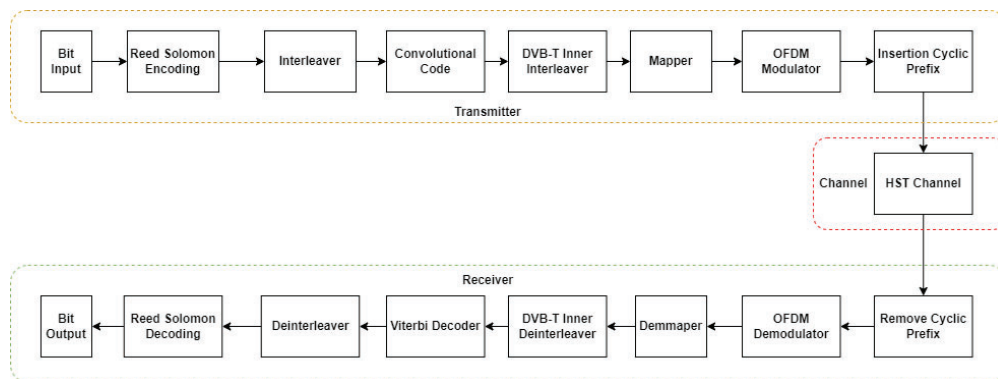 Bit
Input
Reed Solomon
Encoding
Interleaver
Convolutional
Code
DVB-T Inner
Interleaver
Mapper
OFDM
Modulator
Insertion Cyclic
Prefix
Transmitter
Channel
HST Channel
Receiver
Bit
Output
Reed Solomon
Decoding
Deinterleaver
Viterbi Decoder
DVB-T Inner
Deinterleaver
Demmaper
OFDM
Demodulator
Remove Cyclic
Prefix